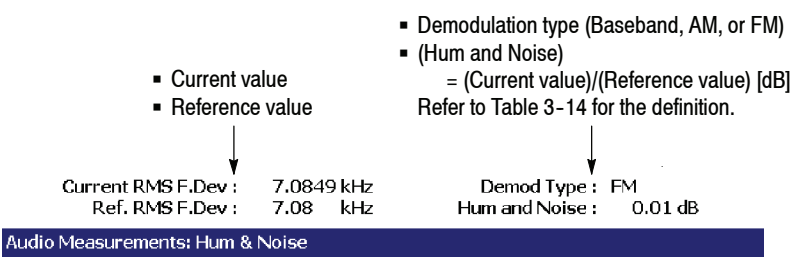 ▪ Demodulation type (Baseband, AM, or FM)
▪ (Hum and Noise)
= (Current value)/(Reference value) [dB]
Refer to Table 3-14 for the definition.
▪ Current value
▪ Reference value
Current RMS F.Dev : 7.0849 kHz
Ref. RMS F.Dev : 7.08 kHz
Demod Type : FM
Hum and Noise : 0.01 dB
Audio Measurements: Hum & Noise